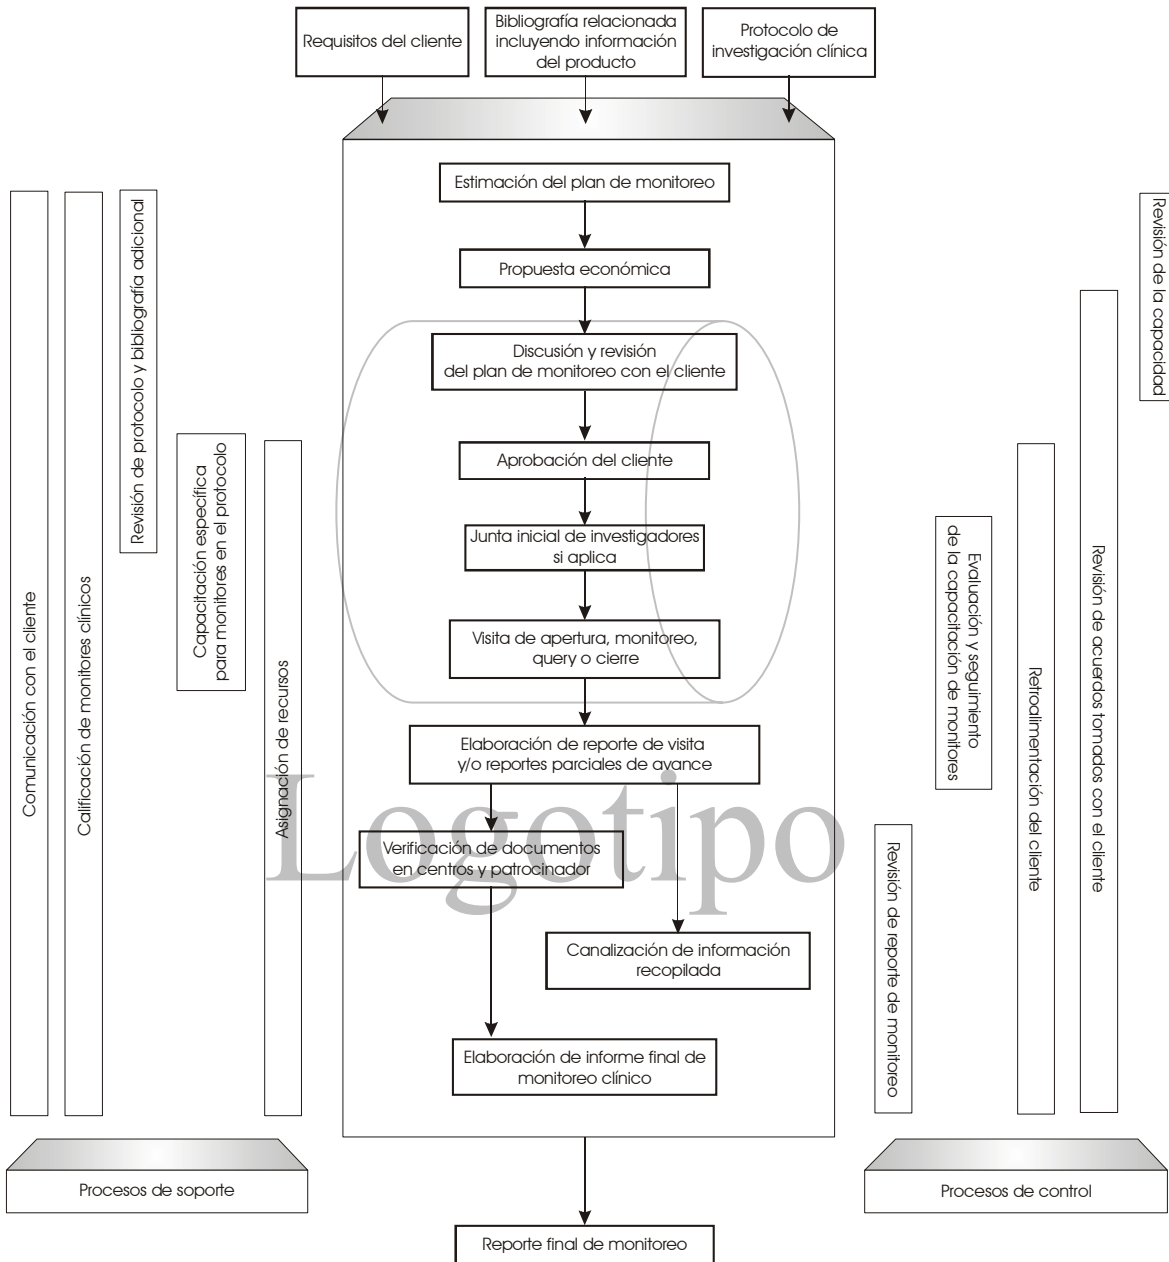 Requisitos del cliente
Bibliografía relacionada
incluyendo información
del producto
Protocolo de
investigación clínica
Estimación del plan de monitoreo
Propuesta económica
Discusión y revisión
del plan de monitoreo con el cliente
Aprobación del cliente
Junta inicial de investigadores
si aplica
Visita de apertura, monitoreo,
query o cierre
Elaboración de reporte de visita
y/o reportes parciales de avance
Logotipo
Verificación de documentos
en centros y patrocinador
Canalización de información
recopilada
Elaboración de informe final de
monitoreo clínico
Comunicación con el cliente
Calificación de monitores clínicos
Revisión de protocolo y bibliografía adicional
Capacitación específica
para monitores en el protocolo
Asignación de recursos
Procesos de soporte
Revisión de reporte de monitoreo
Evaluación y seguimiento
de la capacitación de monitores
Retroalimentación del cliente
Revisión de acuerdos tomados con el cliente
Revisión de la capacidad
Procesos de control
Reporte final de monitoreo